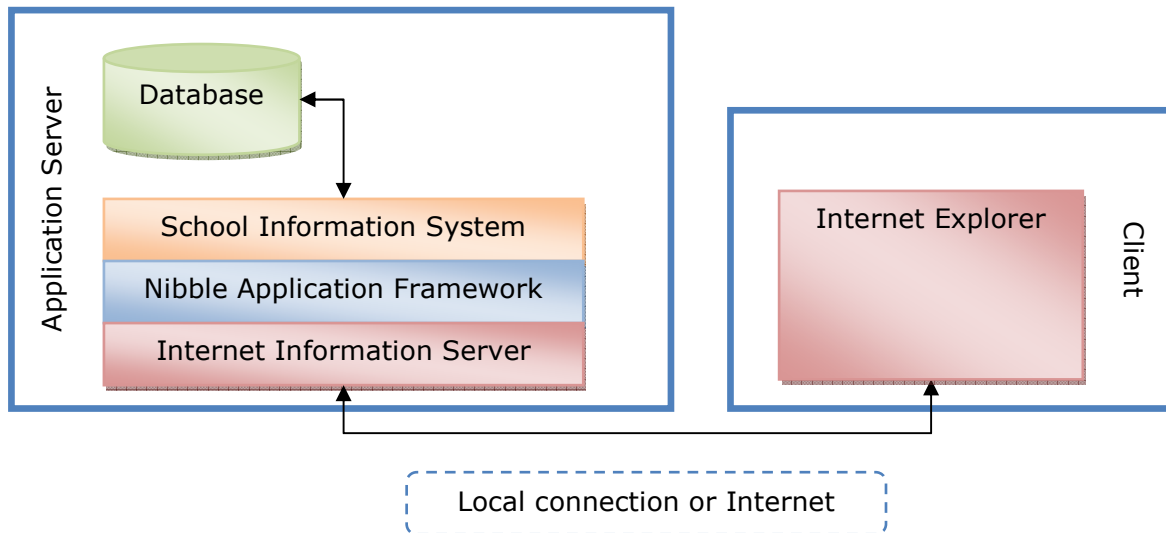 Application Server
Database
School Information System
Nibble Application Framework
Internet Information Server
Internet Explorer
Client
Local connection or Internet